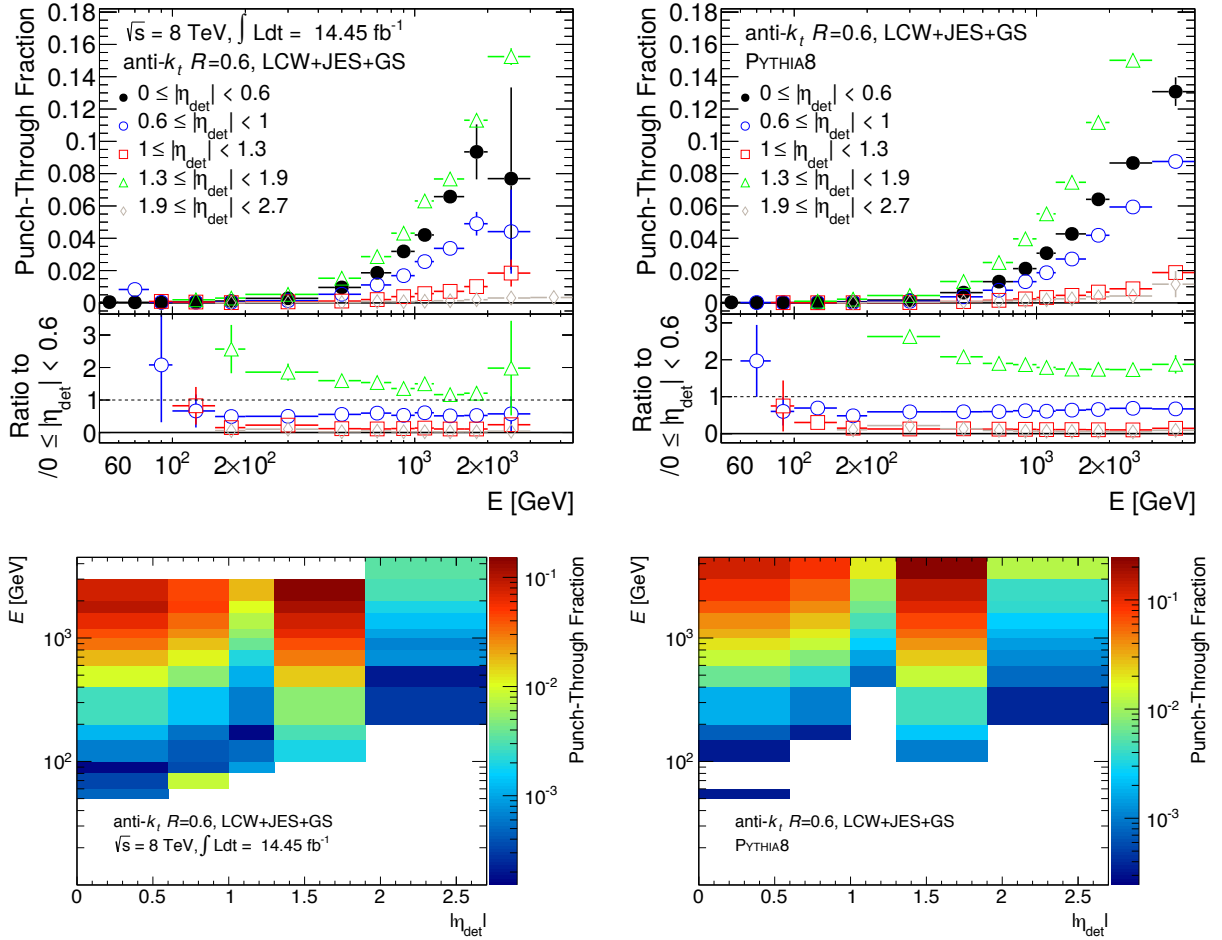 Punch-Through Fraction
0.18
0.16
0.14
0.12
0.1
0.08
0.06
0.04
0.02
0
√s = 8 TeV, ∫ Ldt = 14.45 fb⁻¹
anti-kt R=0.6, LCW+JES+GS
0 ≤ |ηdet| < 0.6
0.6 ≤ |ηdet| < 1
1 ≤ |ηdet| < 1.3
1.3 ≤ |ηdet| < 1.9
1.9 ≤ |ηdet| < 2.7
Ratio to
/0 ≤ |ηdet| < 0.6
3
2
1
0
60 10² 2×10² 10³ 2×10³
E [GeV]
Punch-Through Fraction
0.18
0.16
0.14
0.12
0.1
0.08
0.06
0.04
0.02
0
anti-kt R=0.6, LCW+JES+GS
PYTHIA8
0 ≤ |ηdet| < 0.6
0.6 ≤ |ηdet| < 1
1 ≤ |ηdet| < 1.3
1.3 ≤ |ηdet| < 1.9
1.9 ≤ |ηdet| < 2.7
Ratio to
/0 ≤ |ηdet| < 0.6
3
2
1
0
60 10² 2×10² 10³ 2×10³
E [GeV]
E [GeV]
10³
10²
anti-kt R=0.6, LCW+JES+GS
√s = 8 TeV, ∫ Ldt = 14.45 fb⁻¹
0 0.5 1 1.5 2 2.5
|ηdet|
10⁻¹
10⁻²
10⁻³
Punch-Through Fraction
E [GeV]
10³
10²
anti-kt R=0.6, LCW+JES+GS
PYTHIA8
0 0.5 1 1.5 2 2.5
|ηdet|
10⁻¹
10⁻²
10⁻³
Punch-Through Fraction